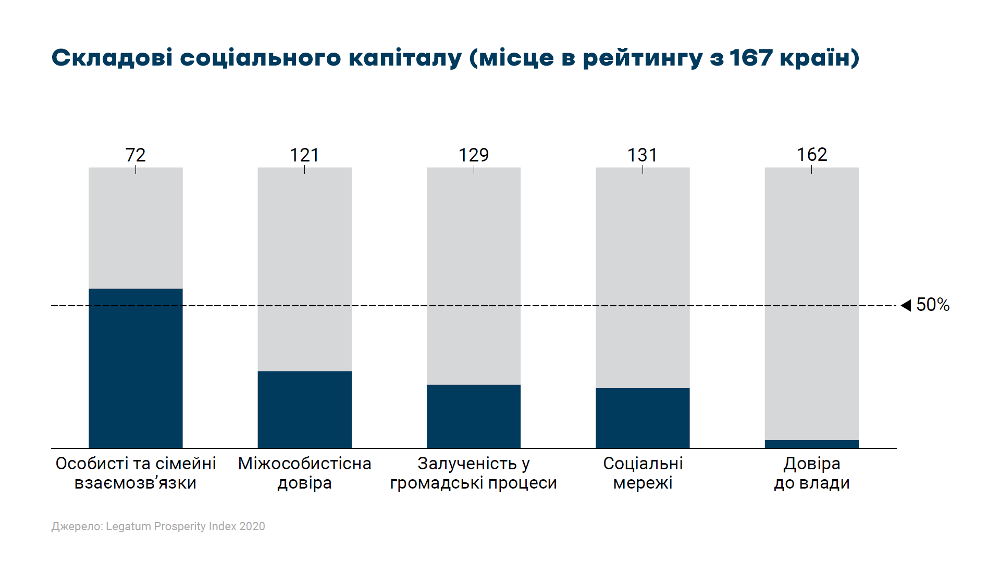 Складові соціального капіталу (місце в рейтингу з 167 країн)
72
121
129
131
162
50%
Особисті та сімейні
взаємозв’язки
Міжособистісна
довіра
Залученість у
громадські процеси
Соціальні
мережі
Довіра
до влади
Джерело: Legatum Prosperity Index 2020